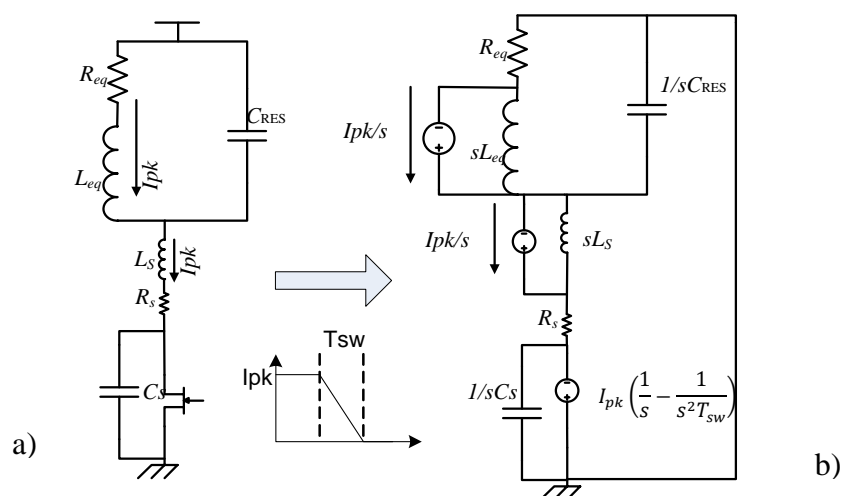 R_eq
C_RES
L_eq
Ipk
L_S
Ipk
R_s
Cs
a)
Tsw
Ipk
R_eq
1/sC_RES
Ipk/s
sL_eq
Ipk/s
sL_S
R_s
1/sCs
I_pk (1/s − 1/(s²T_sw))
b)